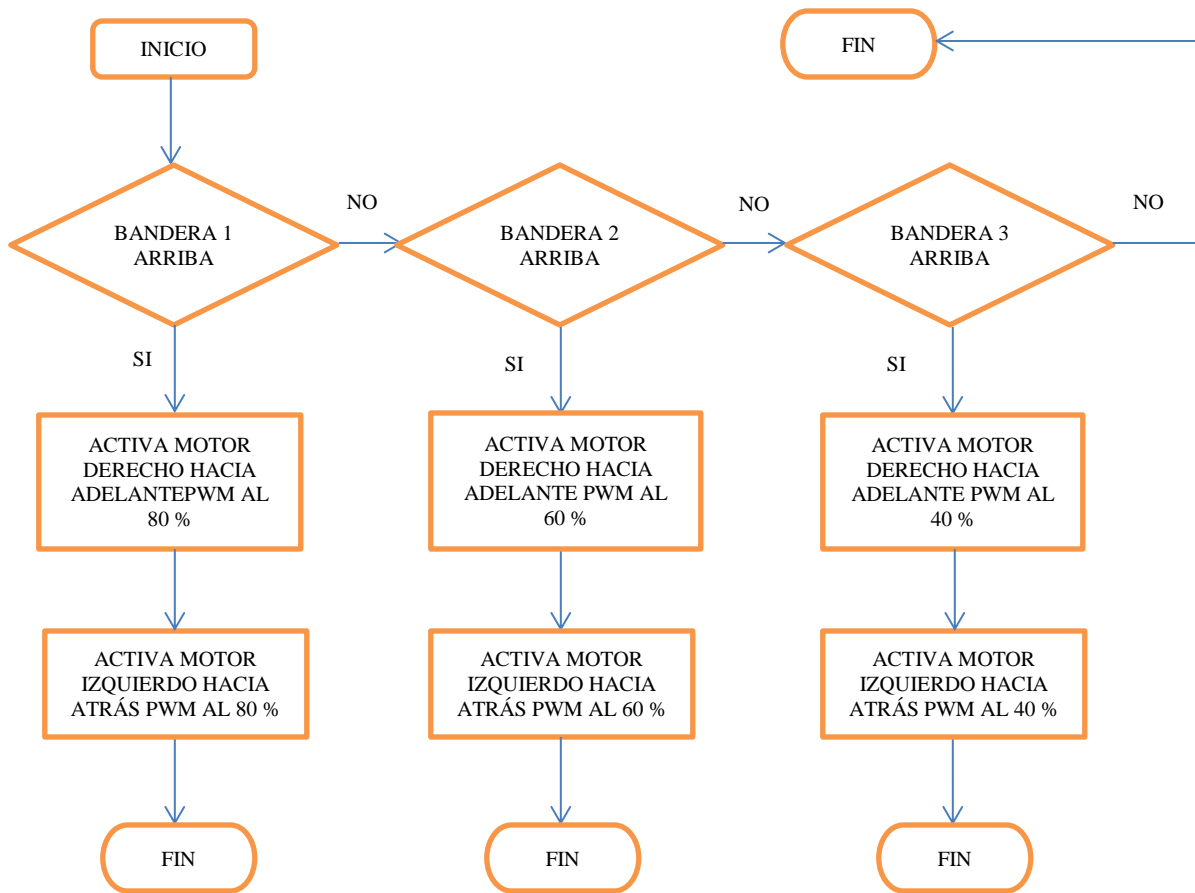 INICIO
FIN
BANDERA 1
ARRIBA
NO
BANDERA 2
ARRIBA
NO
BANDERA 3
ARRIBA
NO
SI
SI
SI
ACTIVA MOTOR
DERECHO HACIA
ADELANTEPWM AL
80 %
ACTIVA MOTOR
DERECHO HACIA
ADELANTE PWM AL
60 %
ACTIVA MOTOR
DERECHO HACIA
ADELANTE PWM AL
40 %
ACTIVA MOTOR
IZQUIERDO HACIA
ATRÁS PWM AL 80 %
ACTIVA MOTOR
IZQUIERDO HACIA
ATRÁS PWM AL 60 %
ACTIVA MOTOR
IZQUIERDO HACIA
ATRÁS PWM AL 40 %
FIN
FIN
FIN